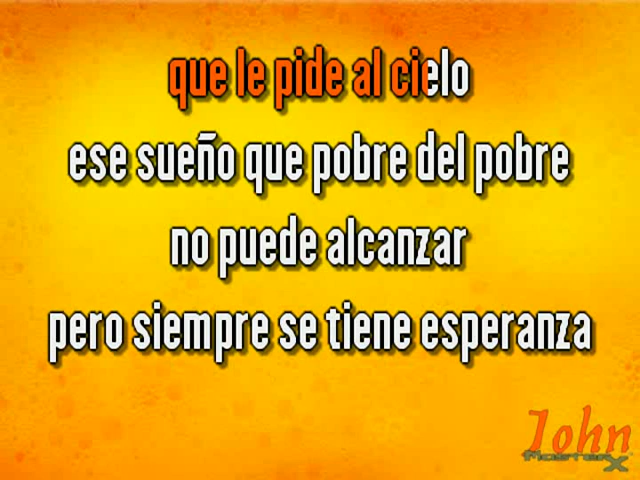 que le pide al cielo
ese sueño que pobre del pobre
no puede alcanzar
pero siempre se tiene esperanza
John